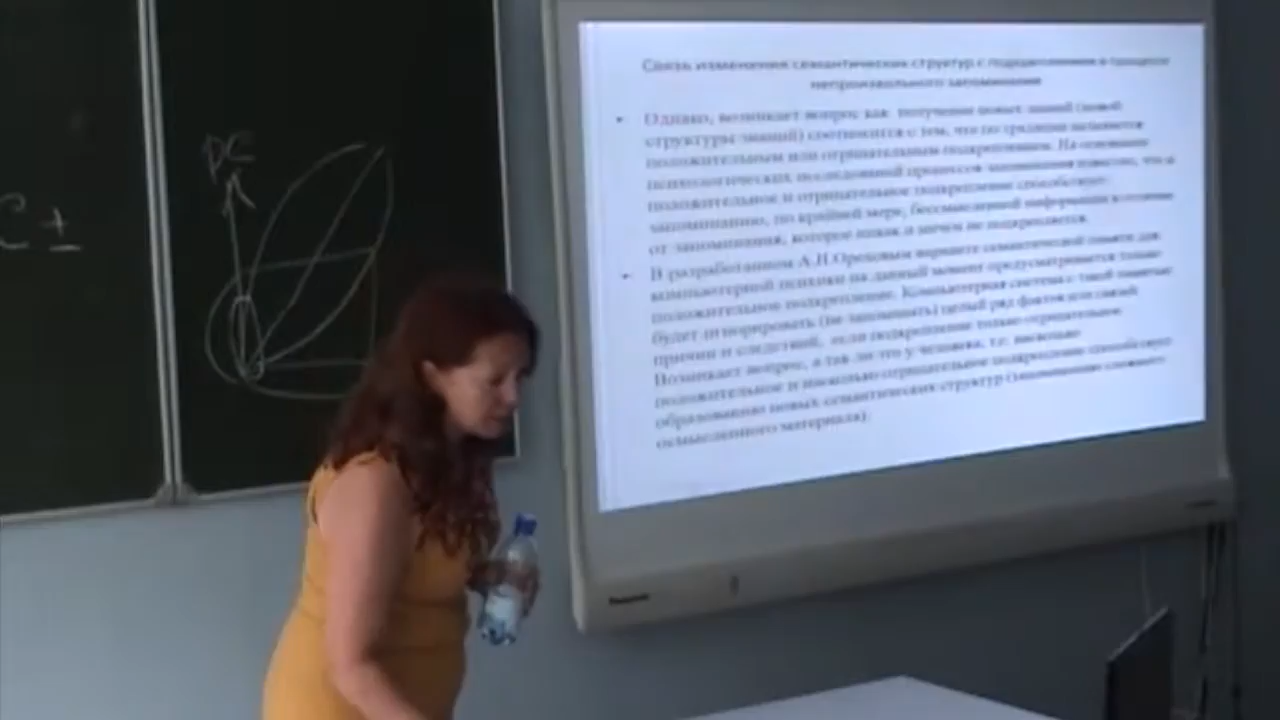 C ±
Связь изменения семантических структур с подкреплением в процессе
непроизвольного запоминания
Однако, возникает вопрос как получение новых знаний (новой
структуры знаний) соотносится с тем, что по традиции называется
положительным или отрицательным подкреплением. На основании
психологических исследований процессов запоминания известно, что и
положительное и отрицательное подкрепление способствует
запоминанию, по крайней мере, бессмысленной информации в отличие
от запоминания, которое никак и ничем не подкрепляется.
В разработанном А.Н.Ореховым варианте семантической памяти для
компьютерной психики на данный момент предусматривается только
положительное подкрепление. Компьютерная система с такой памятью
будет игнорировать (не запоминать) целый ряд фактов или связей
причин и следствий, если подкрепление только отрицательное
Возникает вопрос, а так ли это у человека, т.е. насколько
положительное и насколько отрицательное подкрепление способствует
образованию новых семантических структур (запоминанию сложного
осмысленного материала).